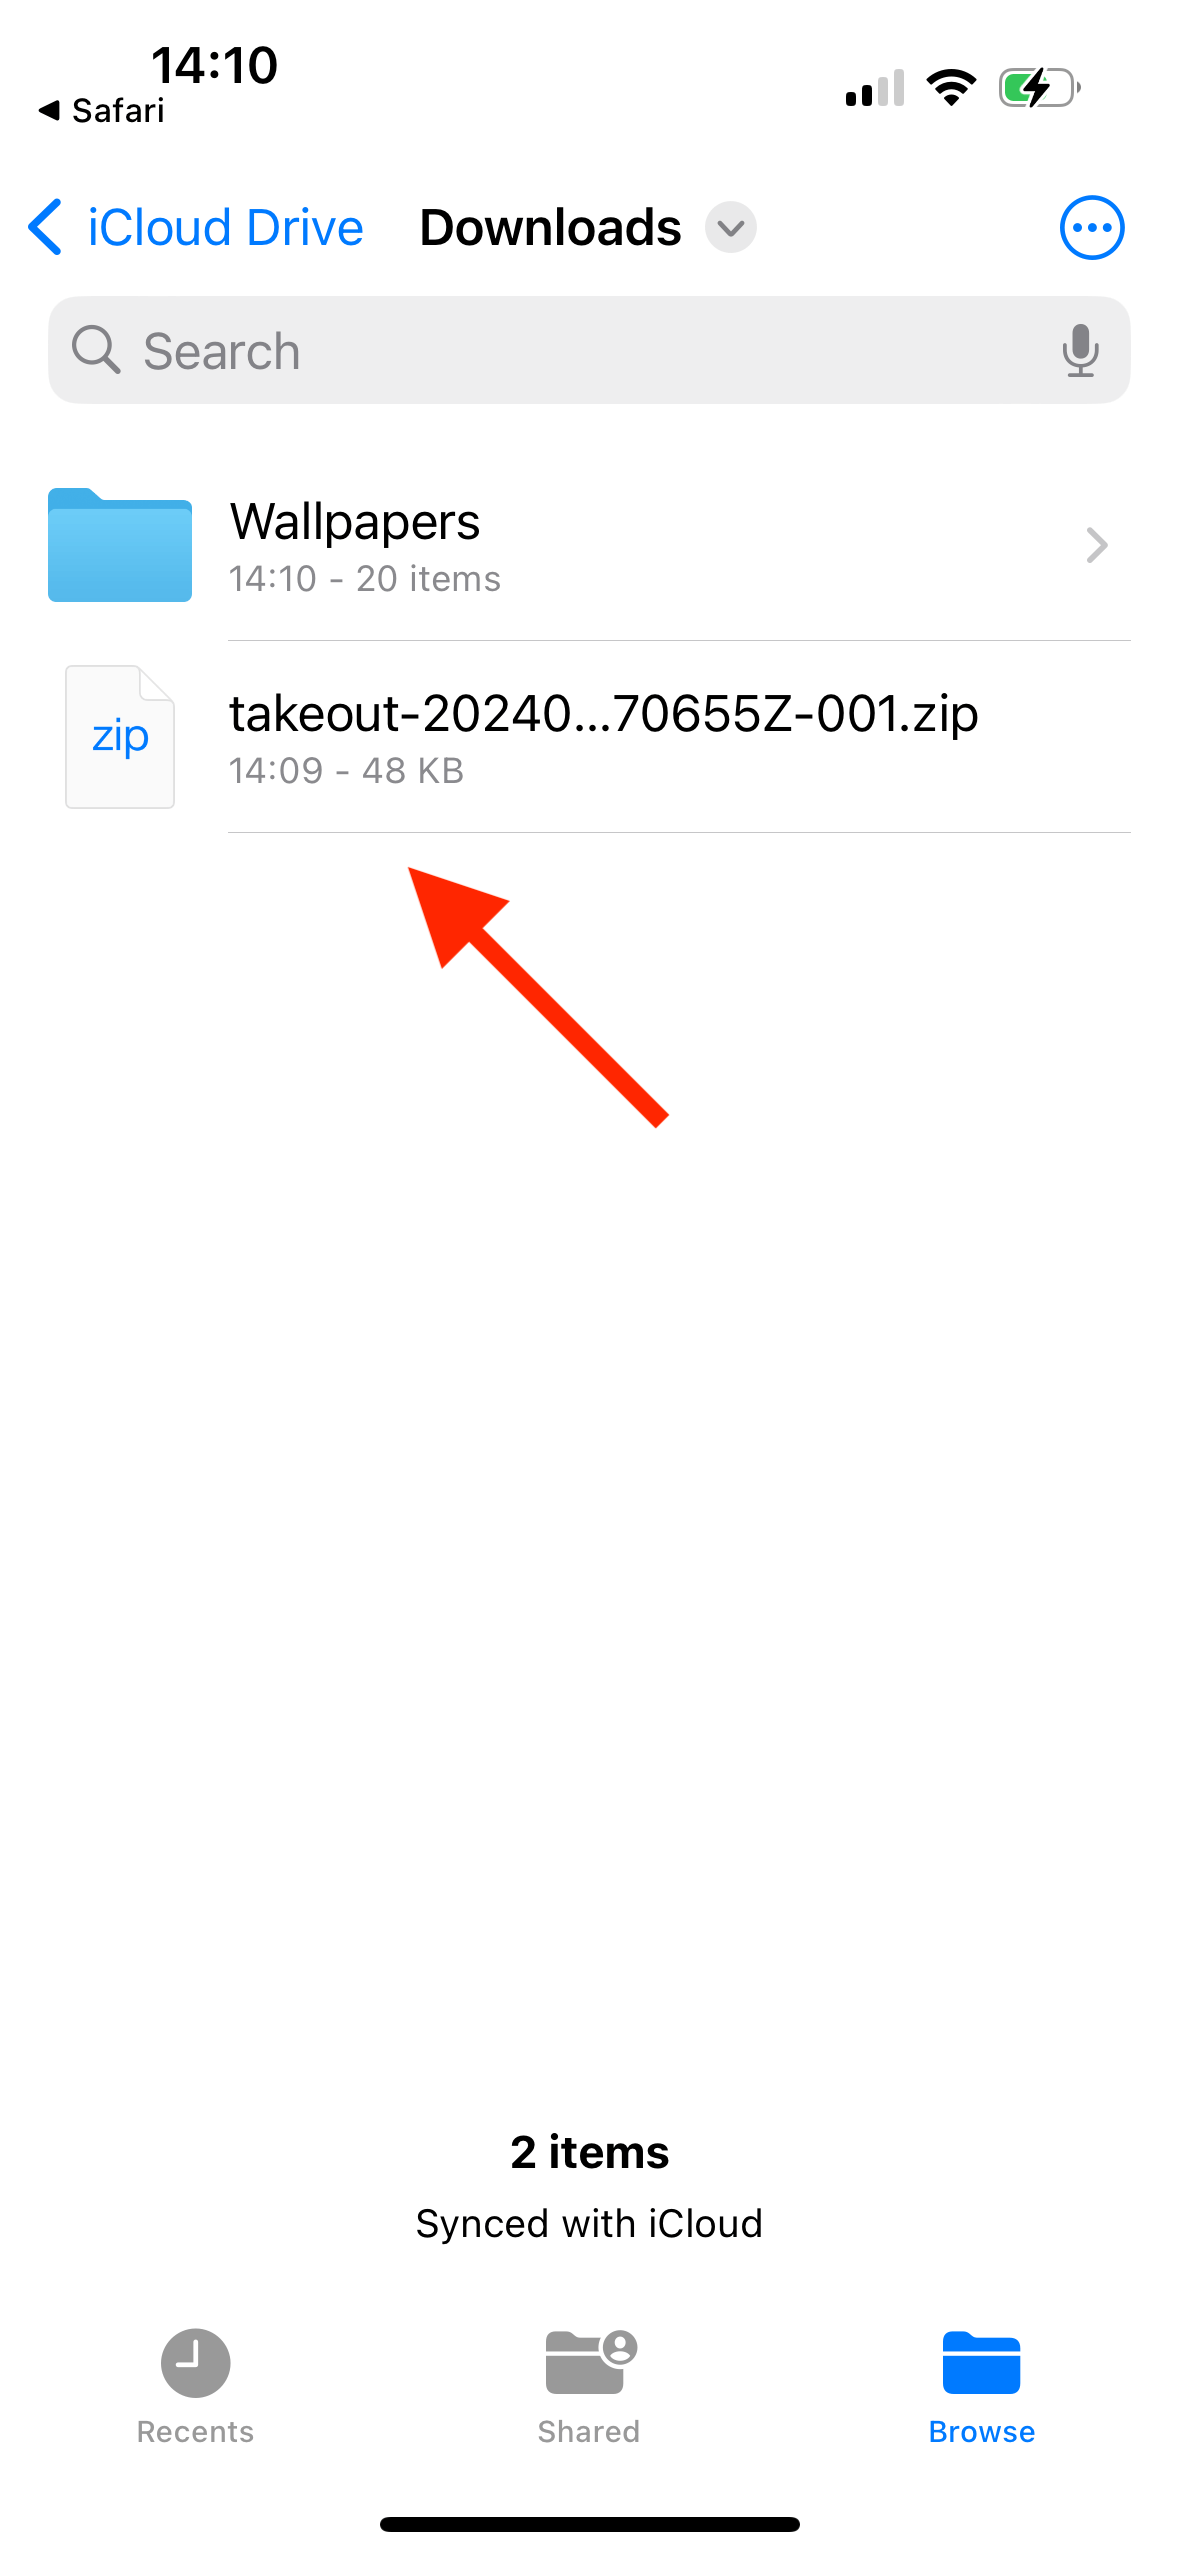 14:10
◀ Safari
iCloud Drive Downloads
Search
Wallpapers
14:10 - 20 items
zip
takeout-20240...70655Z-001.zip
14:09 - 48 KB
2 items
Synced with iCloud
Recents Shared Browse